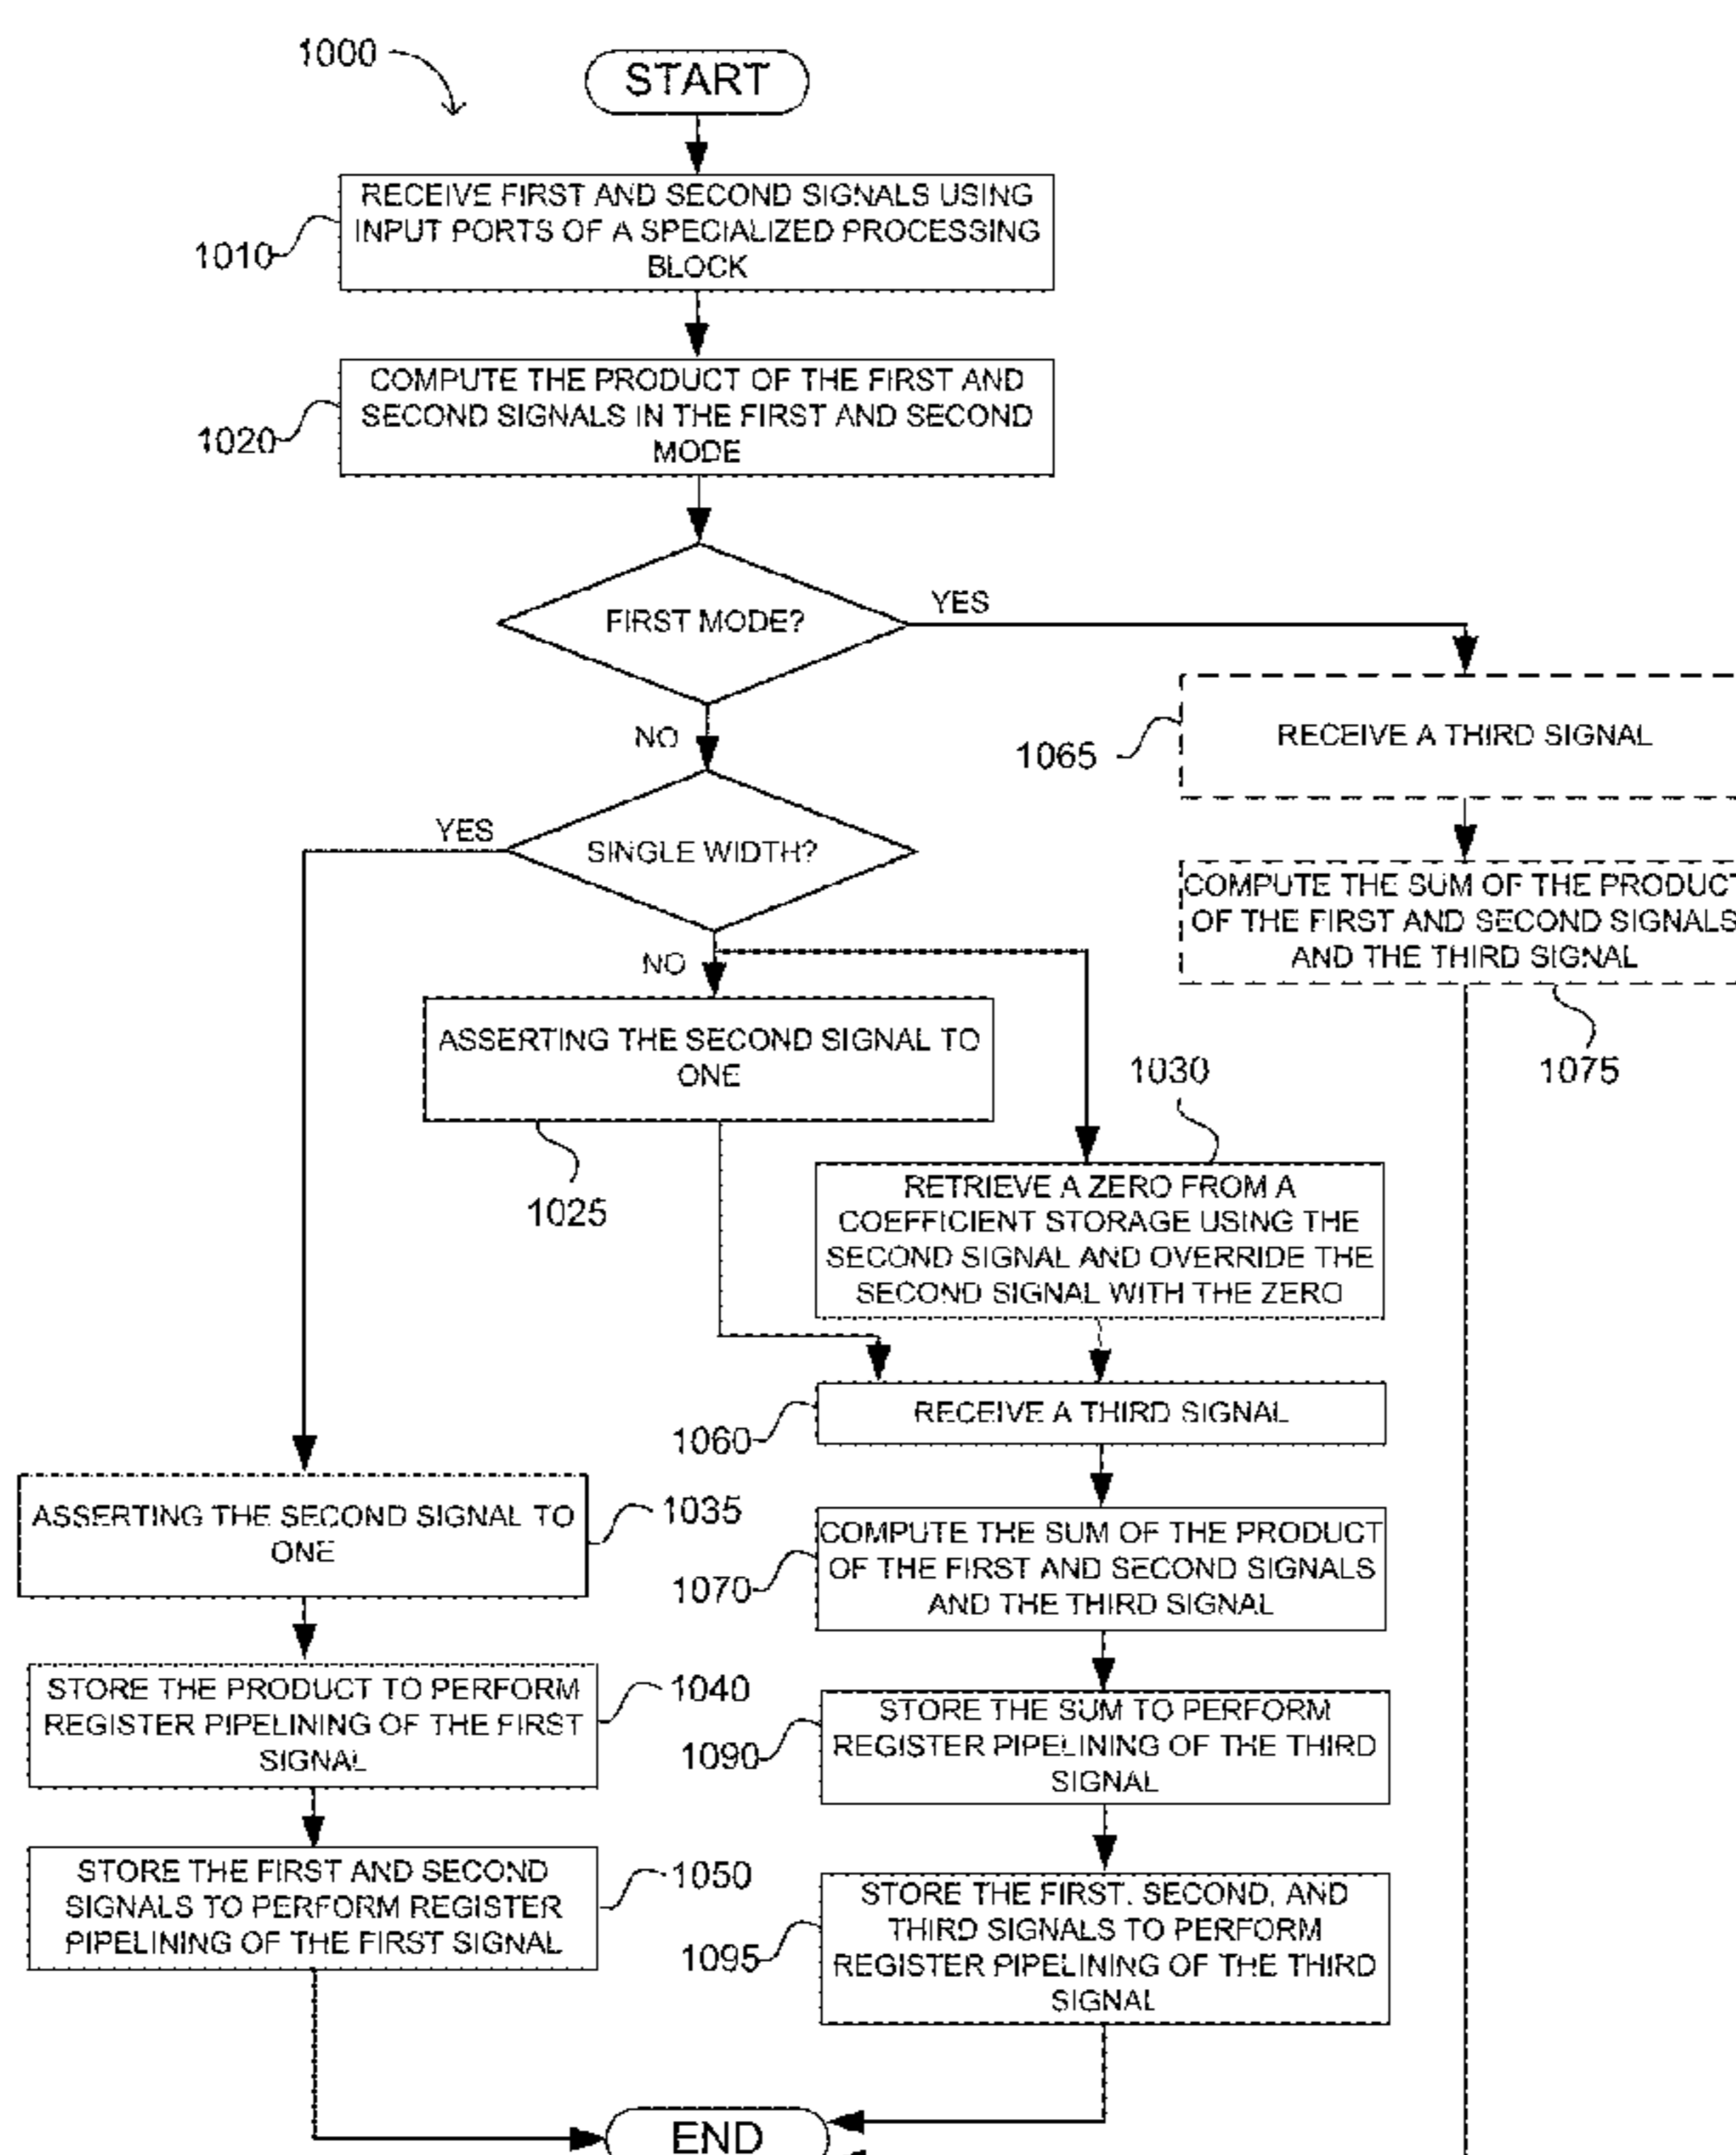 1000
START
RECEIVE FIRST AND SECOND SIGNALS USING
INPUT PORTS OF A SPECIALIZED PROCESSING
BLOCK
1010
COMPUTE THE PRODUCT OF THE FIRST AND
SECOND SIGNALS IN THE FIRST AND SECOND
MODE
1020
FIRST MODE?
YES
NO
RECEIVE A THIRD SIGNAL
1065
YES
SINGLE WIDTH?
NO
COMPUTE THE SUM OF THE PRODUCT
OF THE FIRST AND SECOND SIGNALS
AND THE THIRD SIGNAL
1075
ASSERTING THE SECOND SIGNAL TO
ONE
1025
1030
RETRIEVE A ZERO FROM A
COEFFICIENT STORAGE USING THE
SECOND SIGNAL AND OVERRIDE THE
SECOND SIGNAL WITH THE ZERO
RECEIVE A THIRD SIGNAL
1060
ASSERTING THE SECOND SIGNAL TO
ONE
1035
COMPUTE THE SUM OF THE PRODUCT
OF THE FIRST AND SECOND SIGNALS
AND THE THIRD SIGNAL
1070
STORE THE PRODUCT TO PERFORM
REGISTER PIPELINING OF THE FIRST
SIGNAL
1040
STORE THE SUM TO PERFORM
REGISTER PIPELINING OF THE THIRD
SIGNAL
1090
STORE THE FIRST AND SECOND
SIGNALS TO PERFORM REGISTER
PIPELINING OF THE FIRST SIGNAL
1050
STORE THE FIRST, SECOND, AND
THIRD SIGNALS TO PERFORM
REGISTER PIPELINING OF THE THIRD
SIGNAL
1095
END